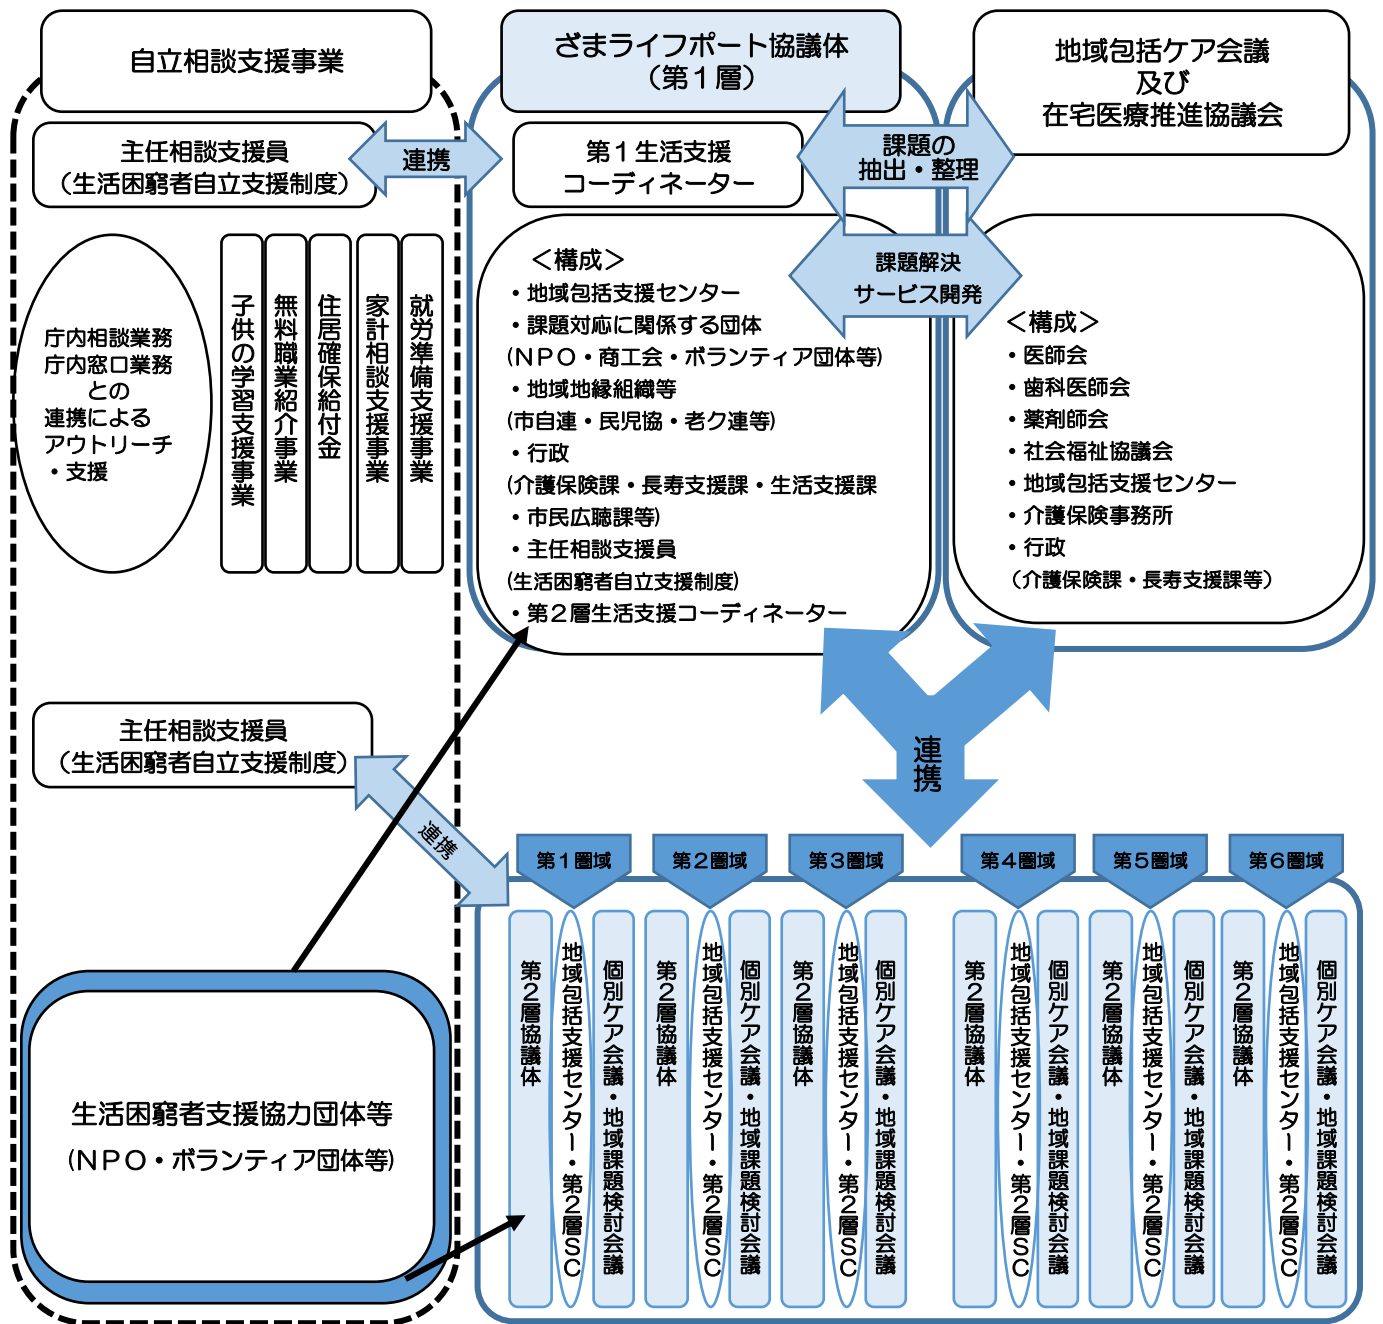 自立相談支援事業
主任相談支援員
（生活困窮者自立支援制度）
連携
庁内相談業務
庁内窓口業務
との
連携による
アウトリーチ
・支援
子供の学習支援事業
無料職業紹介事業
住居確保給付金
家計相談支援事業
就労準備支援事業
ざまライフポート協議体
（第１層）
第１生活支援
コーディネーター
課題の
抽出・整理
課題解決
サービス開発
＜構成＞
・地域包括支援センター
・課題対応に関係する団体
(ＮＰＯ・商工会・ボランティア団体等)
・地域地縁組織等
(市自連・民児協・老ク連等)
・行政
(介護保険課・長寿支援課・生活支援課
・市民広聴課等)
・主任相談支援員
(生活困窮者自立支援制度)
・第２層生活支援コーディネーター
地域包括ケア会議
及び
在宅医療推進協議会
＜構成＞
・医師会
・歯科医師会
・薬剤師会
・社会福祉協議会
・地域包括支援センター
・介護保険事務所
・行政
（介護保険課・長寿支援課等）
連携
主任相談支援員
（生活困窮者自立支援制度）
連携
生活困窮者支援協力団体等
(ＮＰＯ・ボランティア団体等)
第１圏域
第２圏域
第３圏域
第４圏域
第５圏域
第６圏域
第２層協議体
地域包括支援センター・第２層ＳＣ
個別ケア会議・地域課題検討会議
第２層協議体
地域包括支援センター・第２層ＳＣ
個別ケア会議・地域課題検討会議
第２層協議体
地域包括支援センター・第２層ＳＣ
個別ケア会議・地域課題検討会議
第２層協議体
地域包括支援センター・第２層ＳＣ
個別ケア会議・地域課題検討会議
第２層協議体
地域包括支援センター・第２層ＳＣ
個別ケア会議・地域課題検討会議
第２層協議体
地域包括支援センター・第２層ＳＣ
個別ケア会議・地域課題検討会議